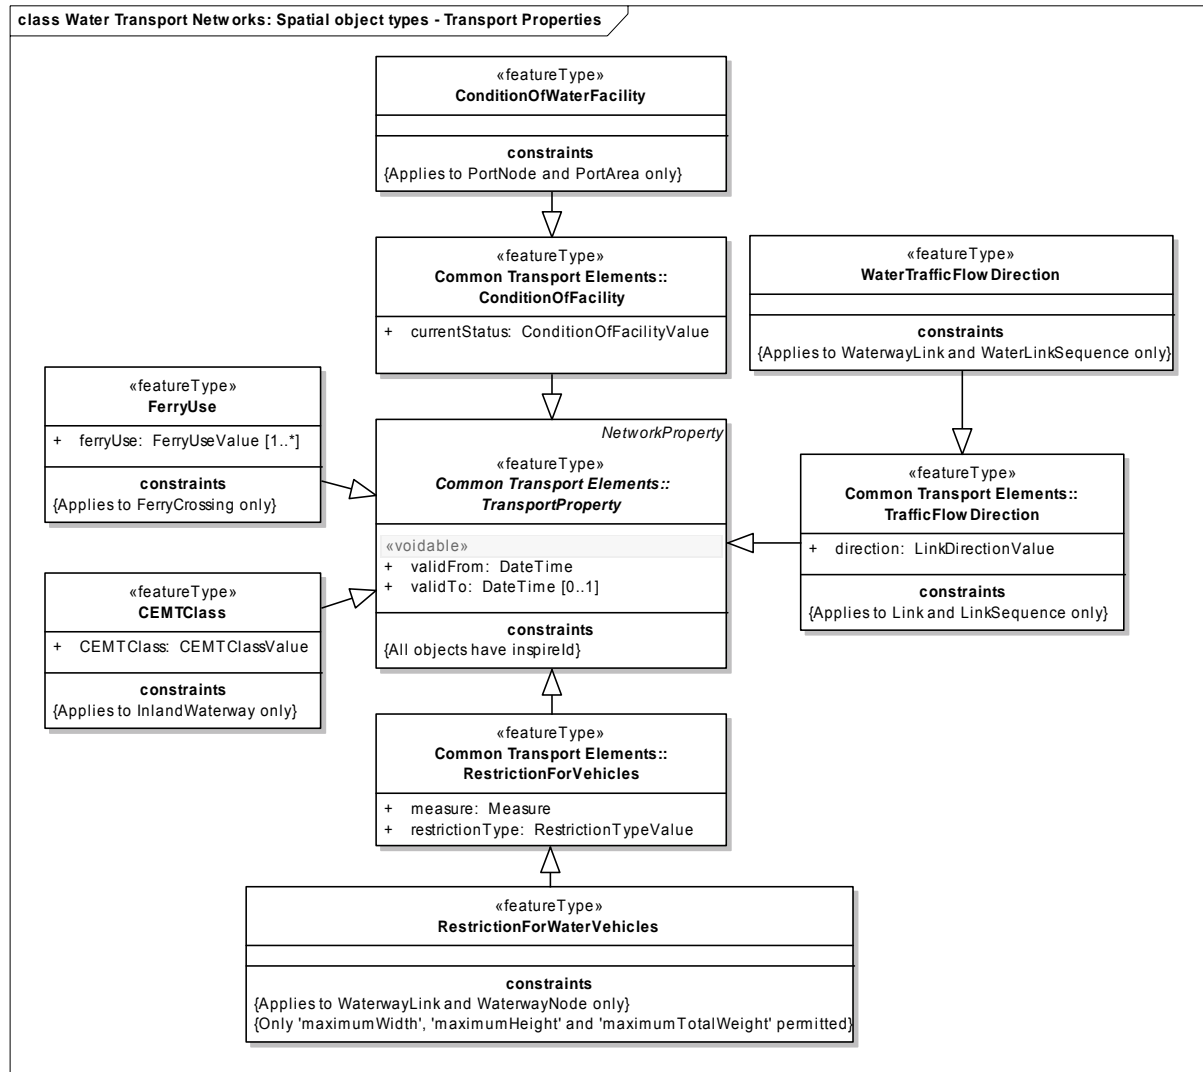 class Water Transport Networks: Spatial object types - Transport Properties
«featureType»
ConditionOfWaterFacility
constraints
{Applies to PortNode and PortArea only}
«featureType»
Common Transport Elements::
ConditionOfFacility
+ currentStatus: ConditionOfFacilityValue
«featureType»
WaterTrafficFlowDirection
constraints
{Applies to WaterwayLink and WaterLinkSequence only}
«featureType»
FerryUse
+ ferryUse: FerryUseValue [1..*]
constraints
{Applies to FerryCrossing only}
NetworkProperty
«featureType»
Common Transport Elements::
TransportProperty
«voidable»
+ validFrom: DateTime
+ validTo: DateTime [0..1]
constraints
{All objects have inspireId}
«featureType»
Common Transport Elements::
TrafficFlowDirection
+ direction: LinkDirectionValue
constraints
{Applies to Link and LinkSequence only}
«featureType»
CEMTClass
+ CEMTClass: CEMTClassValue
constraints
{Applies to InlandWaterway only}
«featureType»
Common Transport Elements::
RestrictionForVehicles
+ measure: Measure
+ restrictionType: RestrictionTypeValue
«featureType»
RestrictionForWaterVehicles
constraints
{Applies to WaterwayLink and WaterwayNode only}
{Only 'maximumWidth', 'maximumHeight' and 'maximumTotalWeight' permitted}